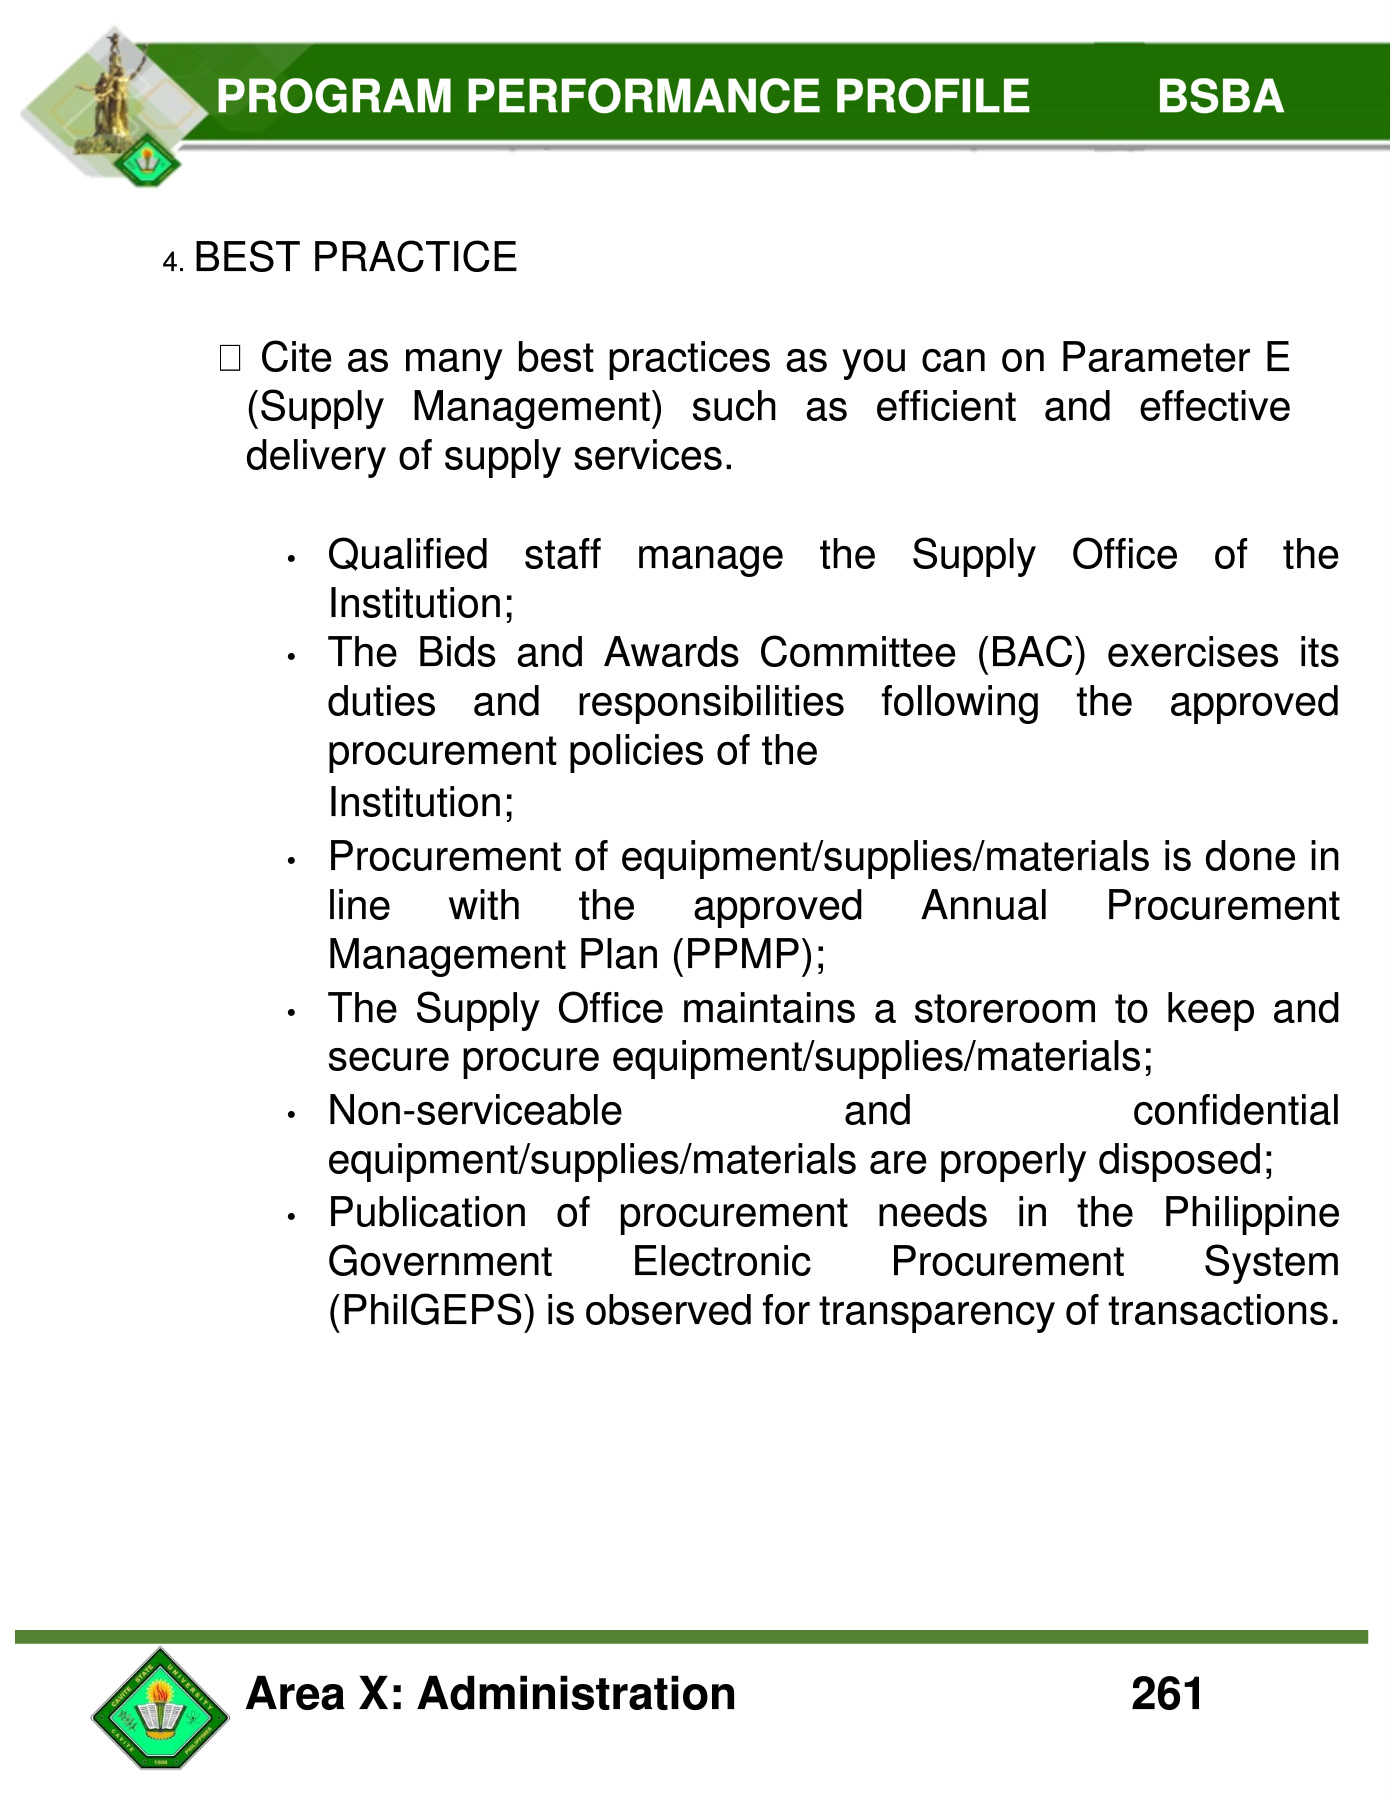 PROGRAM PERFORMANCE PROFILE BSBA
4. BEST PRACTICE
□ Cite as many best practices as you can on Parameter E
(Supply Management) such as efficient and effective
delivery of supply services.
• Qualified staff manage the Supply Office of the
Institution;
• The Bids and Awards Committee (BAC) exercises its
duties and responsibilities following the approved
procurement policies of the
Institution;
• Procurement of equipment/supplies/materials is done in
line with the approved Annual Procurement
Management Plan (PPMP);
• The Supply Office maintains a storeroom to keep and
secure procure equipment/supplies/materials;
• Non-serviceable and confidential
equipment/supplies/materials are properly disposed;
• Publication of procurement needs in the Philippine
Government Electronic Procurement System
(PhilGEPS) is observed for transparency of transactions.
CAVITE STATE UNIVERSITY
CAVITE PHILIPPINES
1906
Area X: Administration 261